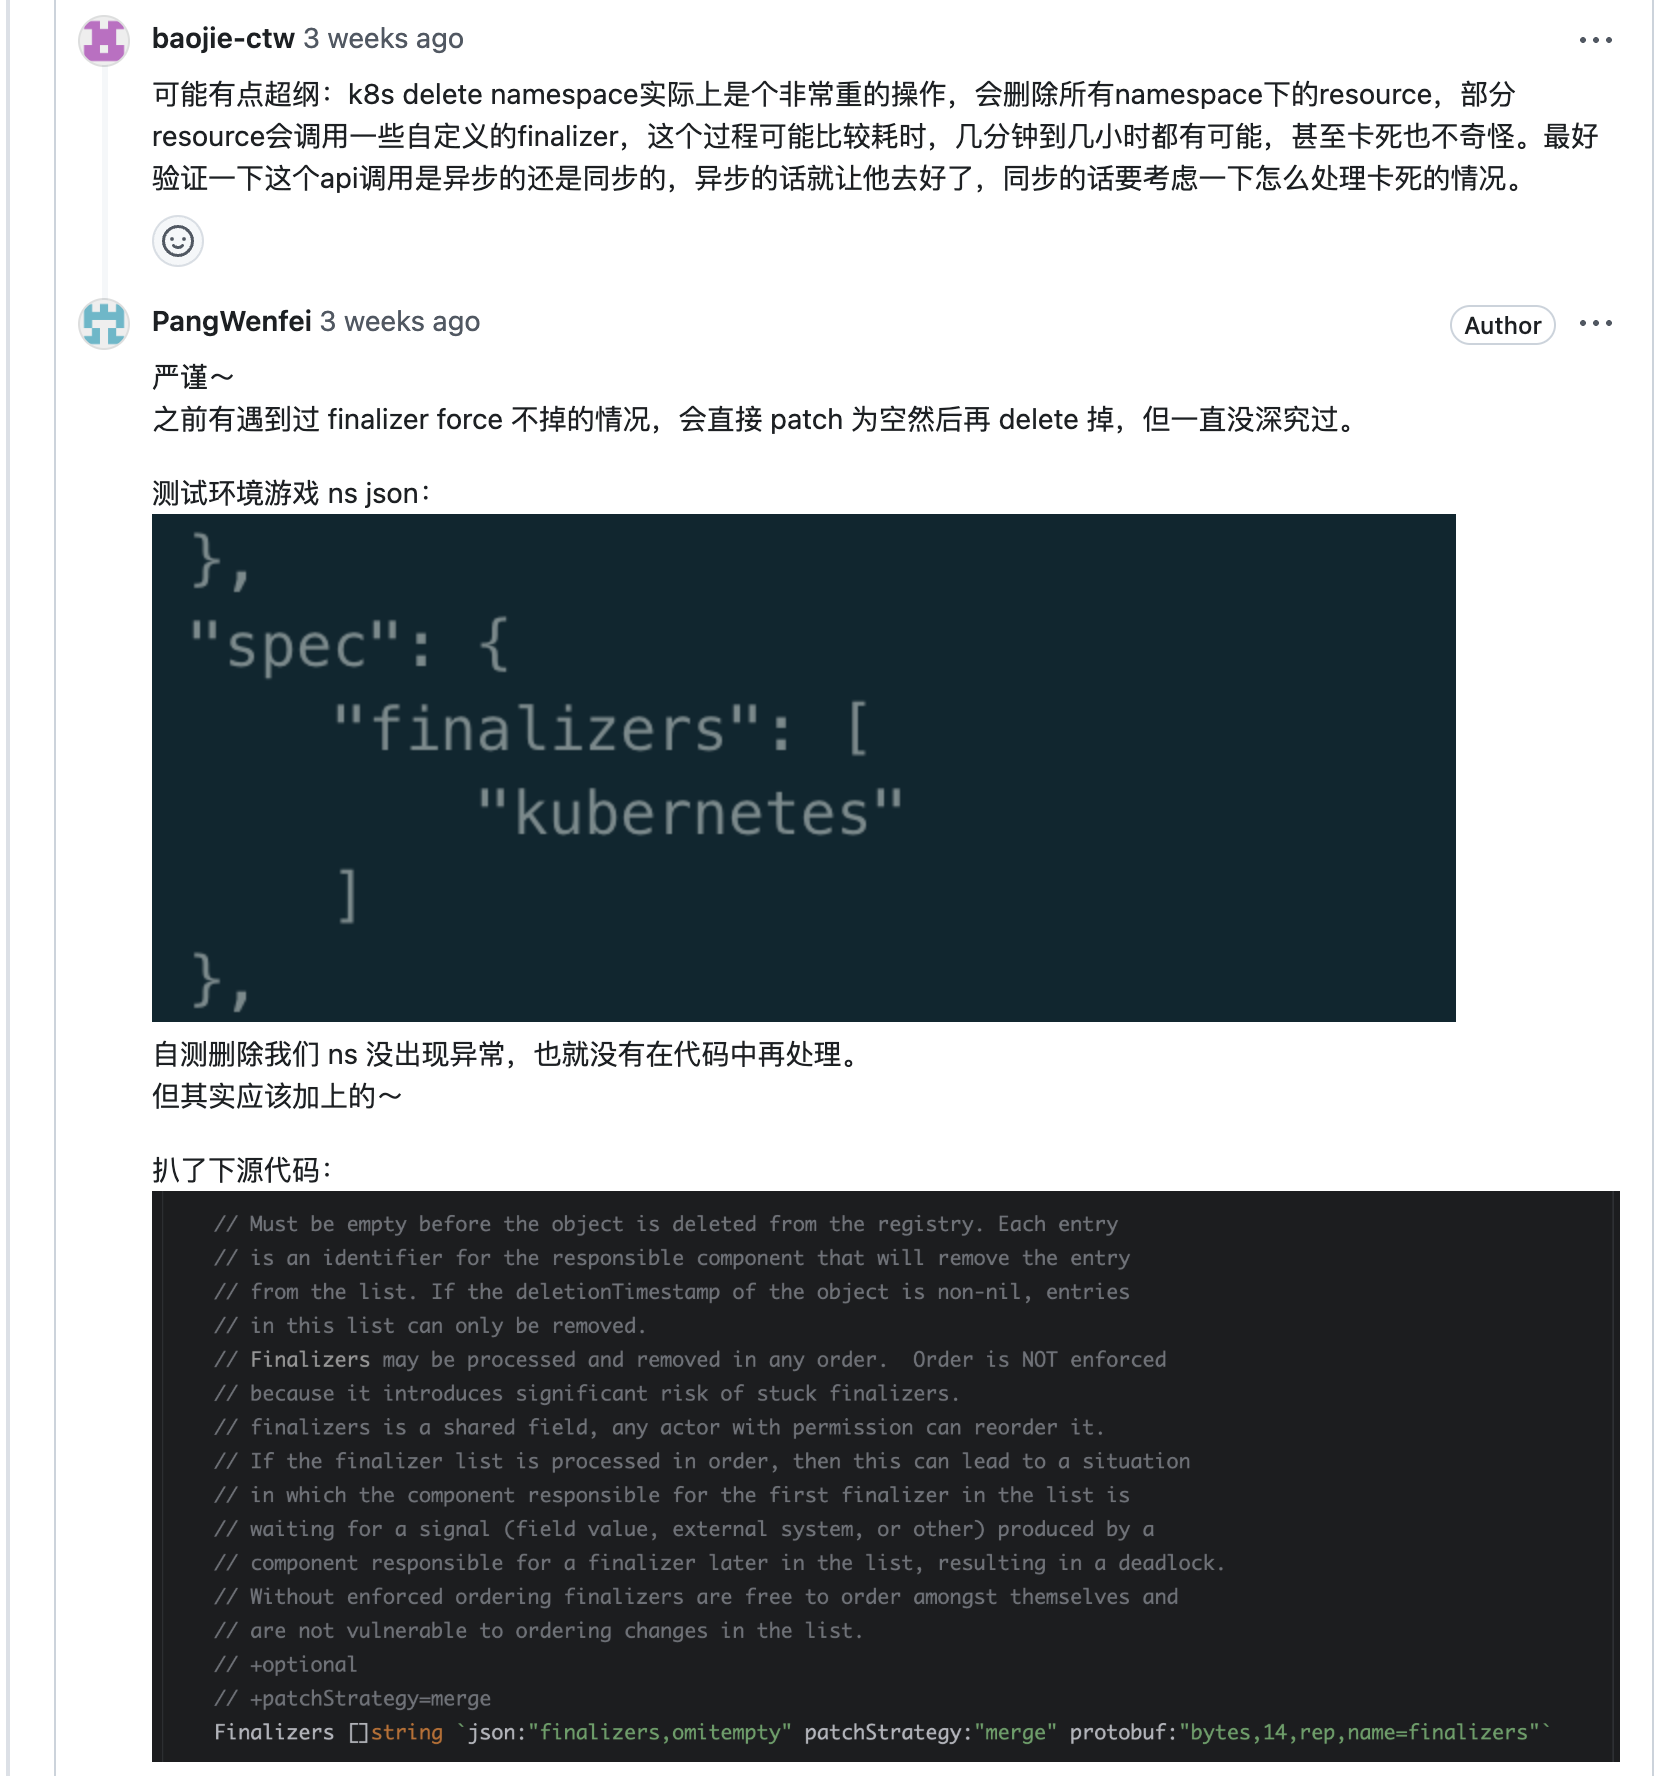 baojie-ctw 3 weeks ago
可能有点超纲：k8s delete namespace实际上是个非常重的操作，会删除所有namespace下的resource，部分
resource会调用一些自定义的finalizer，这个过程可能比较耗时，几分钟到几小时都有可能，甚至卡死也不奇怪。最好
验证一下这个api调用是异步的还是同步的，异步的话就让他去好了，同步的话要考虑一下怎么处理卡死的情况。
PangWenfei 3 weeks ago
Author
严谨～
之前有遇到过 finalizer force 不掉的情况，会直接 patch 为空然后再 delete 掉，但一直没深究过。
测试环境游戏 ns json：
},
"spec": {
"finalizers": [
"kubernetes"
]
},
自测删除我们 ns 没出现异常，也就没有在代码中再处理。
但其实应该加上的～
扒了下源代码：
// Must be empty before the object is deleted from the registry. Each entry
// is an identifier for the responsible component that will remove the entry
// from the list. If the deletionTimestamp of the object is non-nil, entries
// in this list can only be removed.
// Finalizers may be processed and removed in any order.  Order is NOT enforced
// because it introduces significant risk of stuck finalizers.
// finalizers is a shared field, any actor with permission can reorder it.
// If the finalizer list is processed in order, then this can lead to a situation
// in which the component responsible for the first finalizer in the list is
// waiting for a signal (field value, external system, or other) produced by a
// component responsible for a finalizer later in the list, resulting in a deadlock.
// Without enforced ordering finalizers are free to order amongst themselves and
// are not vulnerable to ordering changes in the list.
// +optional
// +patchStrategy=merge
Finalizers []string `json:"finalizers,omitempty" patchStrategy:"merge" protobuf:"bytes,14,rep,name=finalizers"`